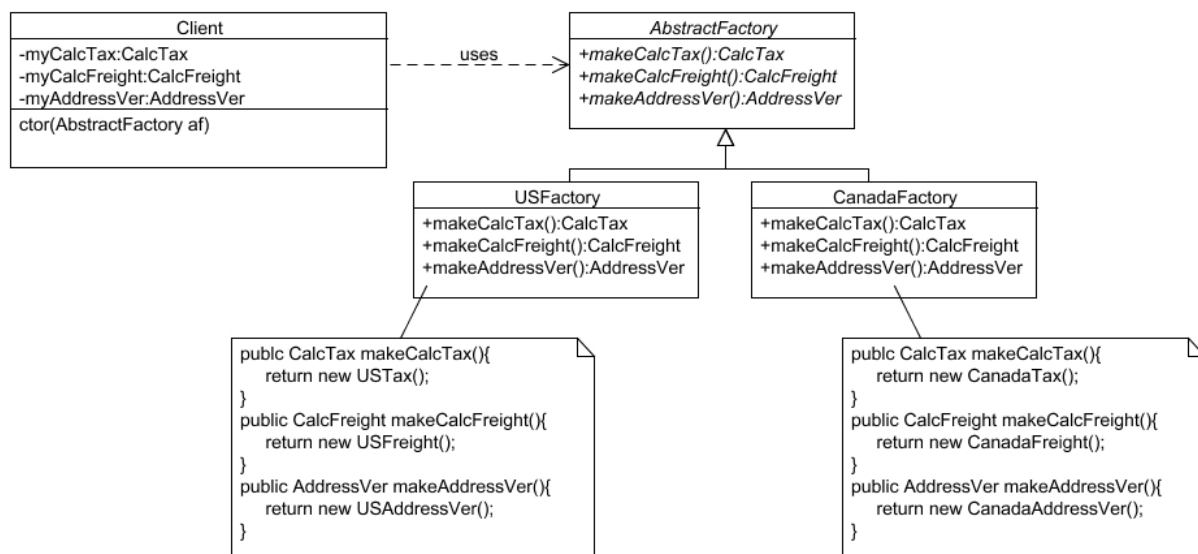 Client
-myCalcTax:CalcTax
-myCalcFreight:CalcFreight
-myAddressVer:AddressVer
ctor(AbstractFactory af)
uses
AbstractFactory
+makeCalcTax():CalcTax
+makeCalcFreight():CalcFreight
+makeAddressVer():AddressVer
USFactory
+makeCalcTax():CalcTax
+makeCalcFreight():CalcFreight
+makeAddressVer():AddressVer
CanadaFactory
+makeCalcTax():CalcTax
+makeCalcFreight():CalcFreight
+makeAddressVer():AddressVer
publc CalcTax makeCalcTax(){
return new USTax();
}
public CalcFreight makeCalcFreight(){
return new USFreight();
}
public AddressVer makeAddressVer(){
return new USAddressVer();
}
publc CalcTax makeCalcTax(){
return new CanadaTax();
}
public CalcFreight makeCalcFreight(){
return new CanadaFreight();
}
public AddressVer makeAddressVer(){
return new CanadaAddressVer();
}